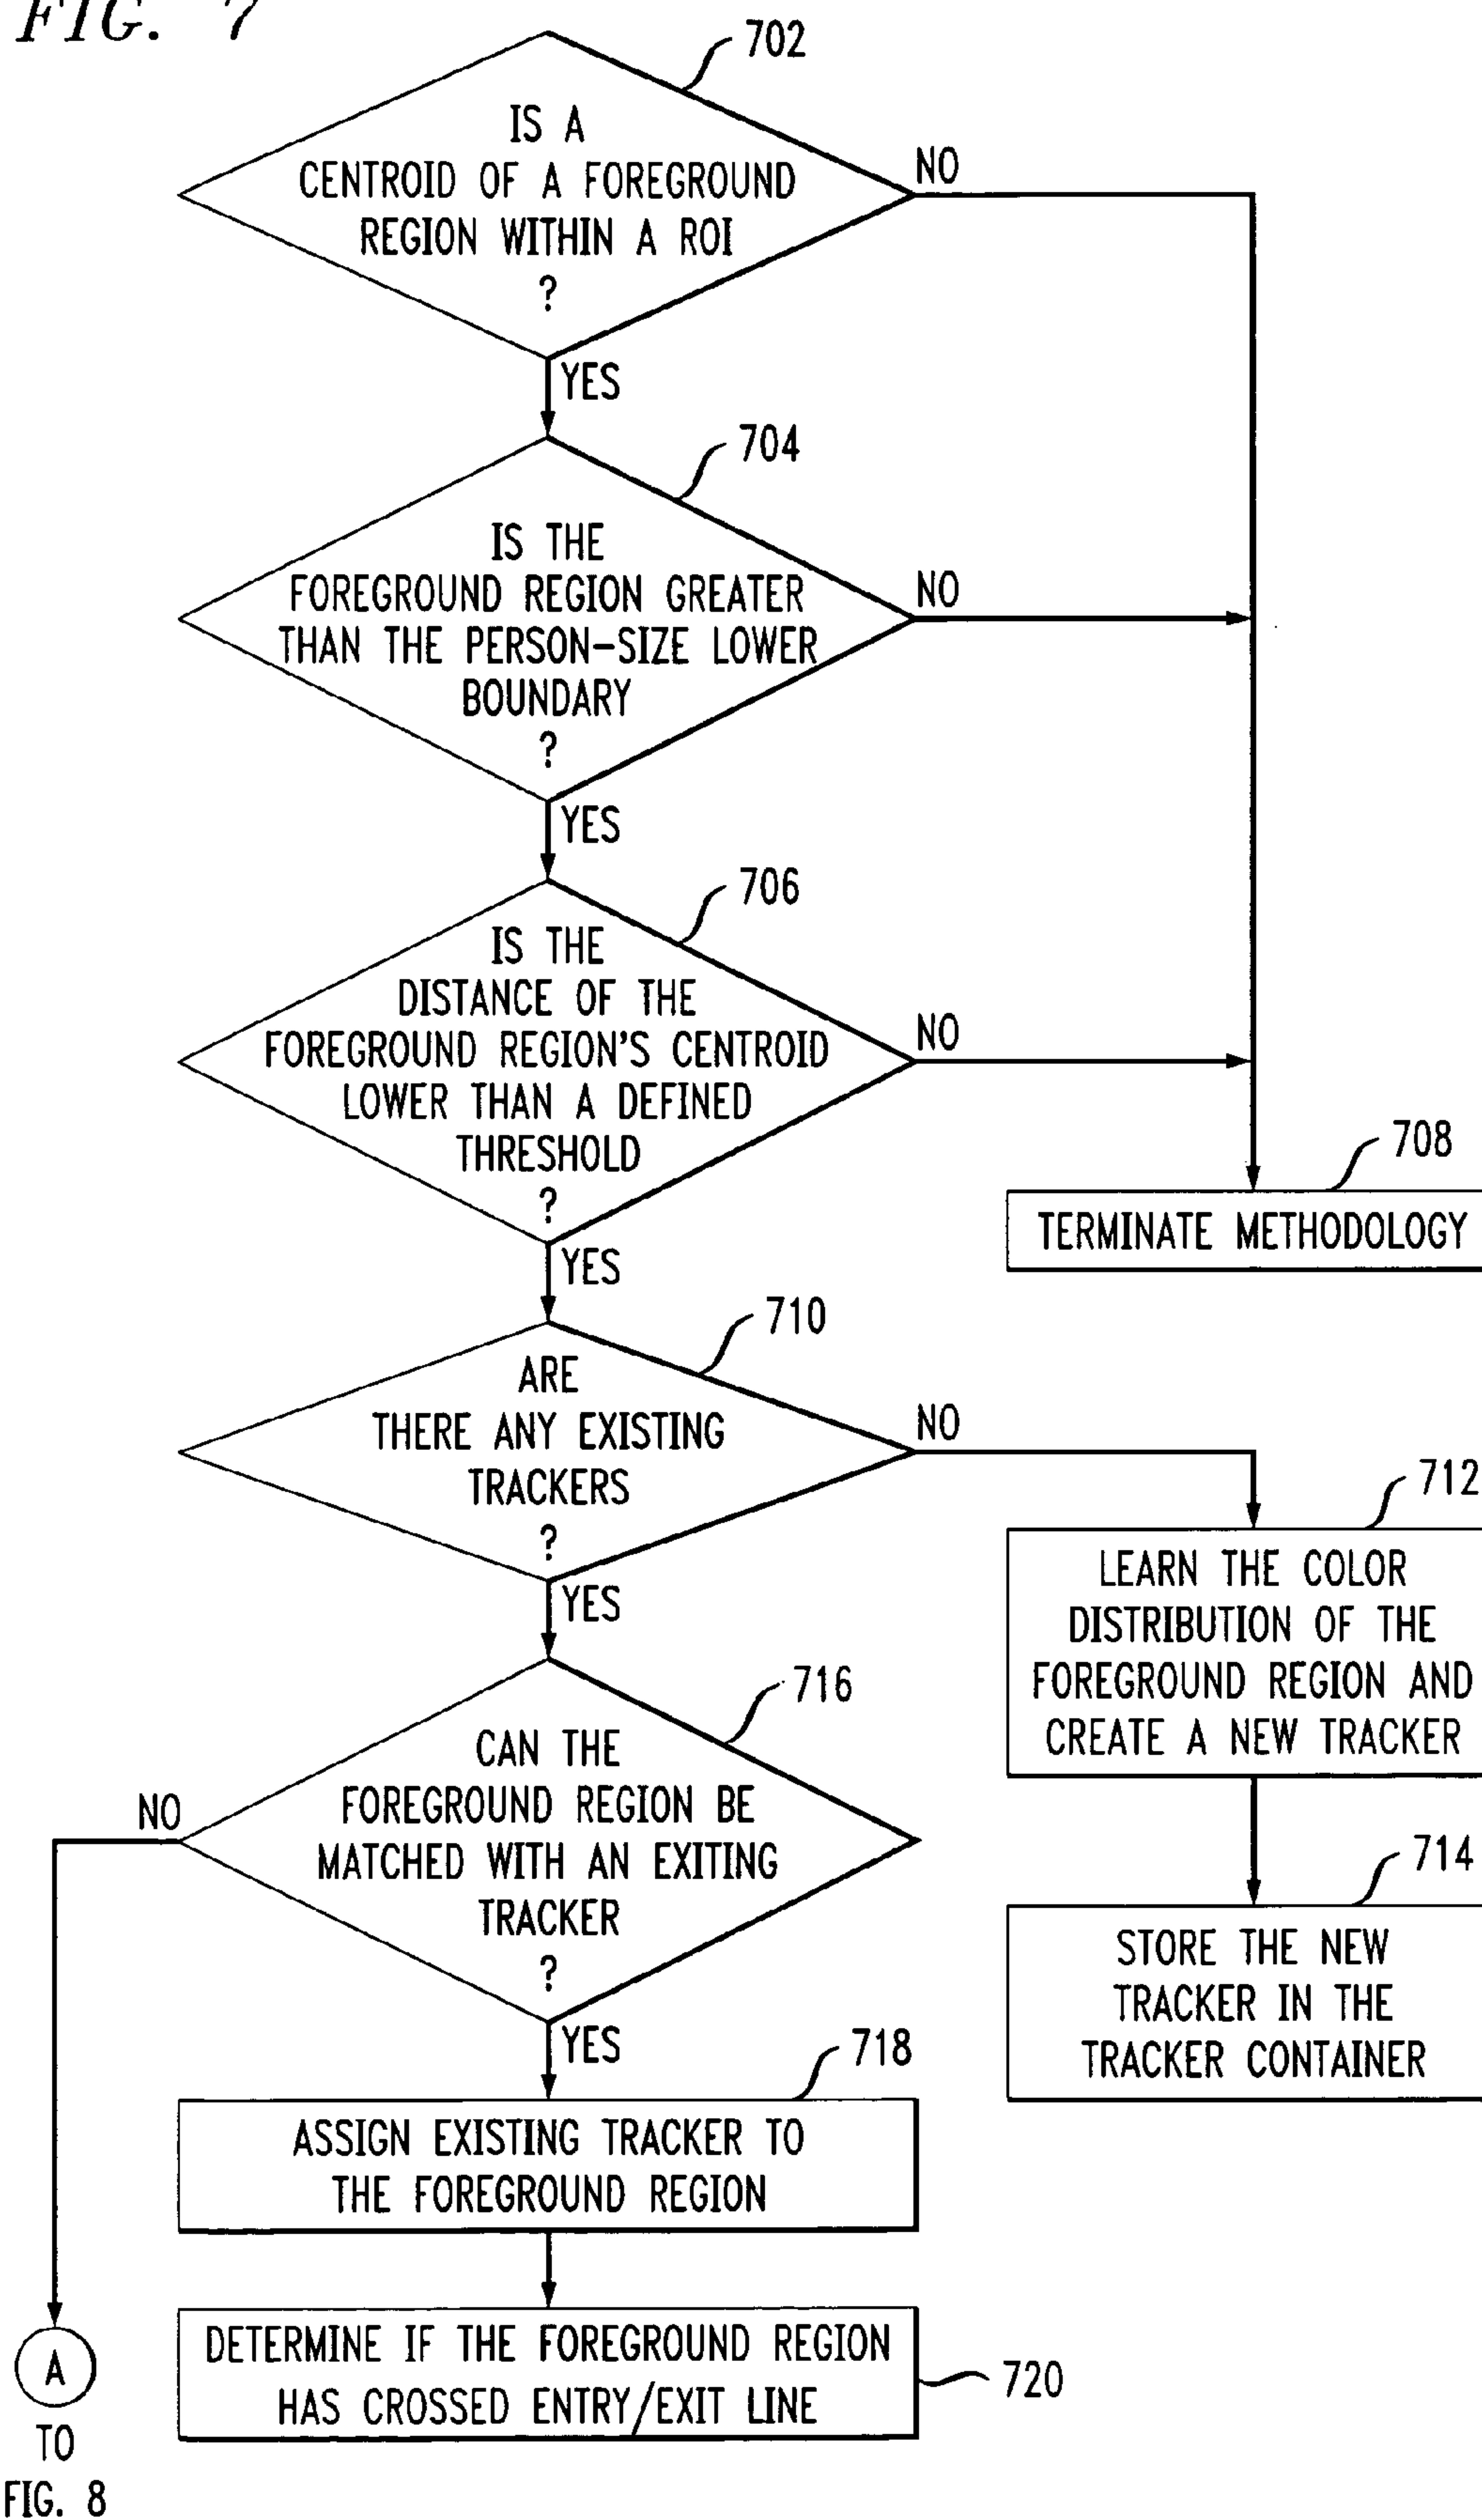 FIG. 7
702
IS A
CENTROID OF A FOREGROUND
REGION WITHIN A ROI
?
NO
YES
704
IS THE
FOREGROUND REGION GREATER
THAN THE PERSON-SIZE LOWER
BOUNDARY
?
NO
YES
706
IS THE
DISTANCE OF THE
FOREGROUND REGION'S CENTROID
LOWER THAN A DEFINED
THRESHOLD
?
NO
YES
708
TERMINATE METHODOLOGY
710
ARE
THERE ANY EXISTING
TRACKERS
?
NO
YES
712
LEARN THE COLOR
DISTRIBUTION OF THE
FOREGROUND REGION AND
CREATE A NEW TRACKER
714
STORE THE NEW
TRACKER IN THE
TRACKER CONTAINER
716
CAN THE
FOREGROUND REGION BE
MATCHED WITH AN EXITING
TRACKER
?
NO
YES
718
ASSIGN EXISTING TRACKER TO
THE FOREGROUND REGION
DETERMINE IF THE FOREGROUND REGION
HAS CROSSED ENTRY/EXIT LINE
720
A
TO
FIG. 8